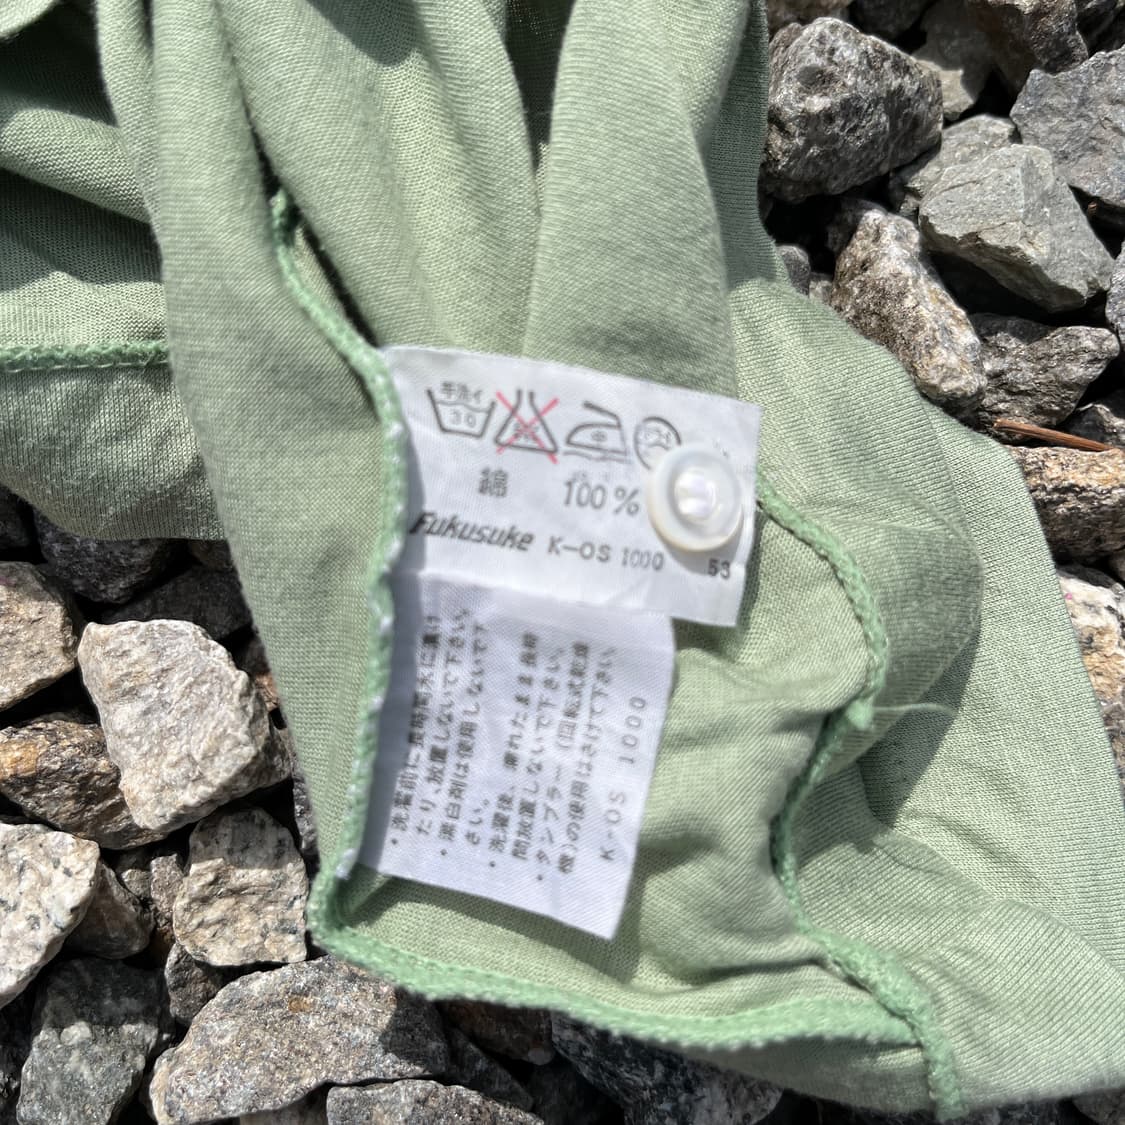 手洗イ
30
綿 100%
Fukusuke K-OS 1000 53
・洗濯前に長時間水に漬け
たり、放置しないで下さい。
・漂白剤は使用しないで下
さい。
・洗濯後、濡れたまま長時
間放置しないで下さい。
・タンブラー(回転式乾燥
機)の使用はさけて下さい。
K-OS 1000